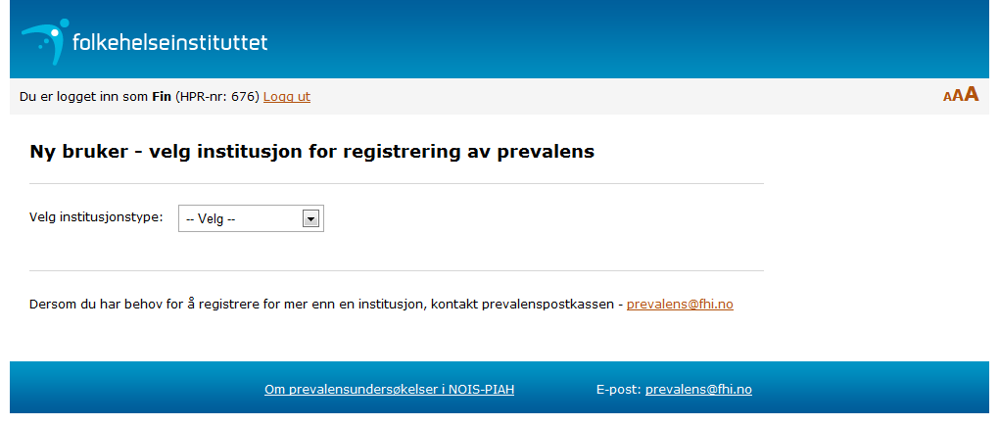 folkehelseinstituttet
Du er logget inn som Fin (HPR-nr: 676) Logg ut AAA
Ny bruker - velg institusjon for registrering av prevalens
Velg institusjonstype: -- Velg --
Dersom du har behov for å registrere for mer enn en institusjon, kontakt prevalenspostkassen - prevalens@fhi.no
Om prevalensundersøkelser i NOIS-PIAH E-post: prevalens@fhi.no